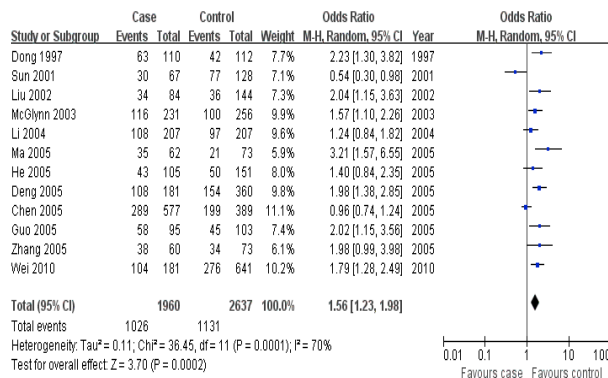 Case Control Odds Ratio Odds Ratio
Study or Subgroup Events Total Events Total Weight M-H, Random, 95% CI Year M-H, Random, 95% CI
Dong 1997 63 110 42 112 7.7% 2.23 [1.30, 3.82] 1997
Sun 2001 30 67 77 128 7.1% 0.54 [0.30, 0.98] 2001
Liu 2002 34 84 36 144 7.2% 2.04 [1.15, 3.63] 2002
McGlynn 2003 116 231 100 256 9.9% 1.57 [1.10, 2.26] 2003
Li 2004 108 207 97 207 9.4% 1.24 [0.84, 1.82] 2004
Ma 2005 35 62 21 73 5.9% 3.21 [1.57, 6.55] 2005
He 2005 43 105 50 151 8.0% 1.40 [0.84, 2.35] 2005
Deng 2005 108 181 154 360 9.8% 1.98 [1.38, 2.85] 2005
Chen 2005 289 577 199 389 11.1% 0.96 [0.74, 1.24] 2005
Guo 2005 58 95 45 103 7.3% 2.02 [1.15, 3.56] 2005
Zhang 2005 38 60 34 73 6.0% 1.98 [0.99, 3.98] 2005
Wei 2010 104 181 276 641 10.2% 1.79 [1.28, 2.49] 2010
Total (95% CI) 1960 2637 100.0% 1.56 [1.23, 1.98]
Total events 1026 1131
Heterogeneity: Tau² = 0.11; Chi² = 36.45, df = 11 (P = 0.0001); I² = 70%
Test for overall effect: Z = 3.70 (P = 0.0002)
0.01 0.1 1 10 100
Favours case Favours control